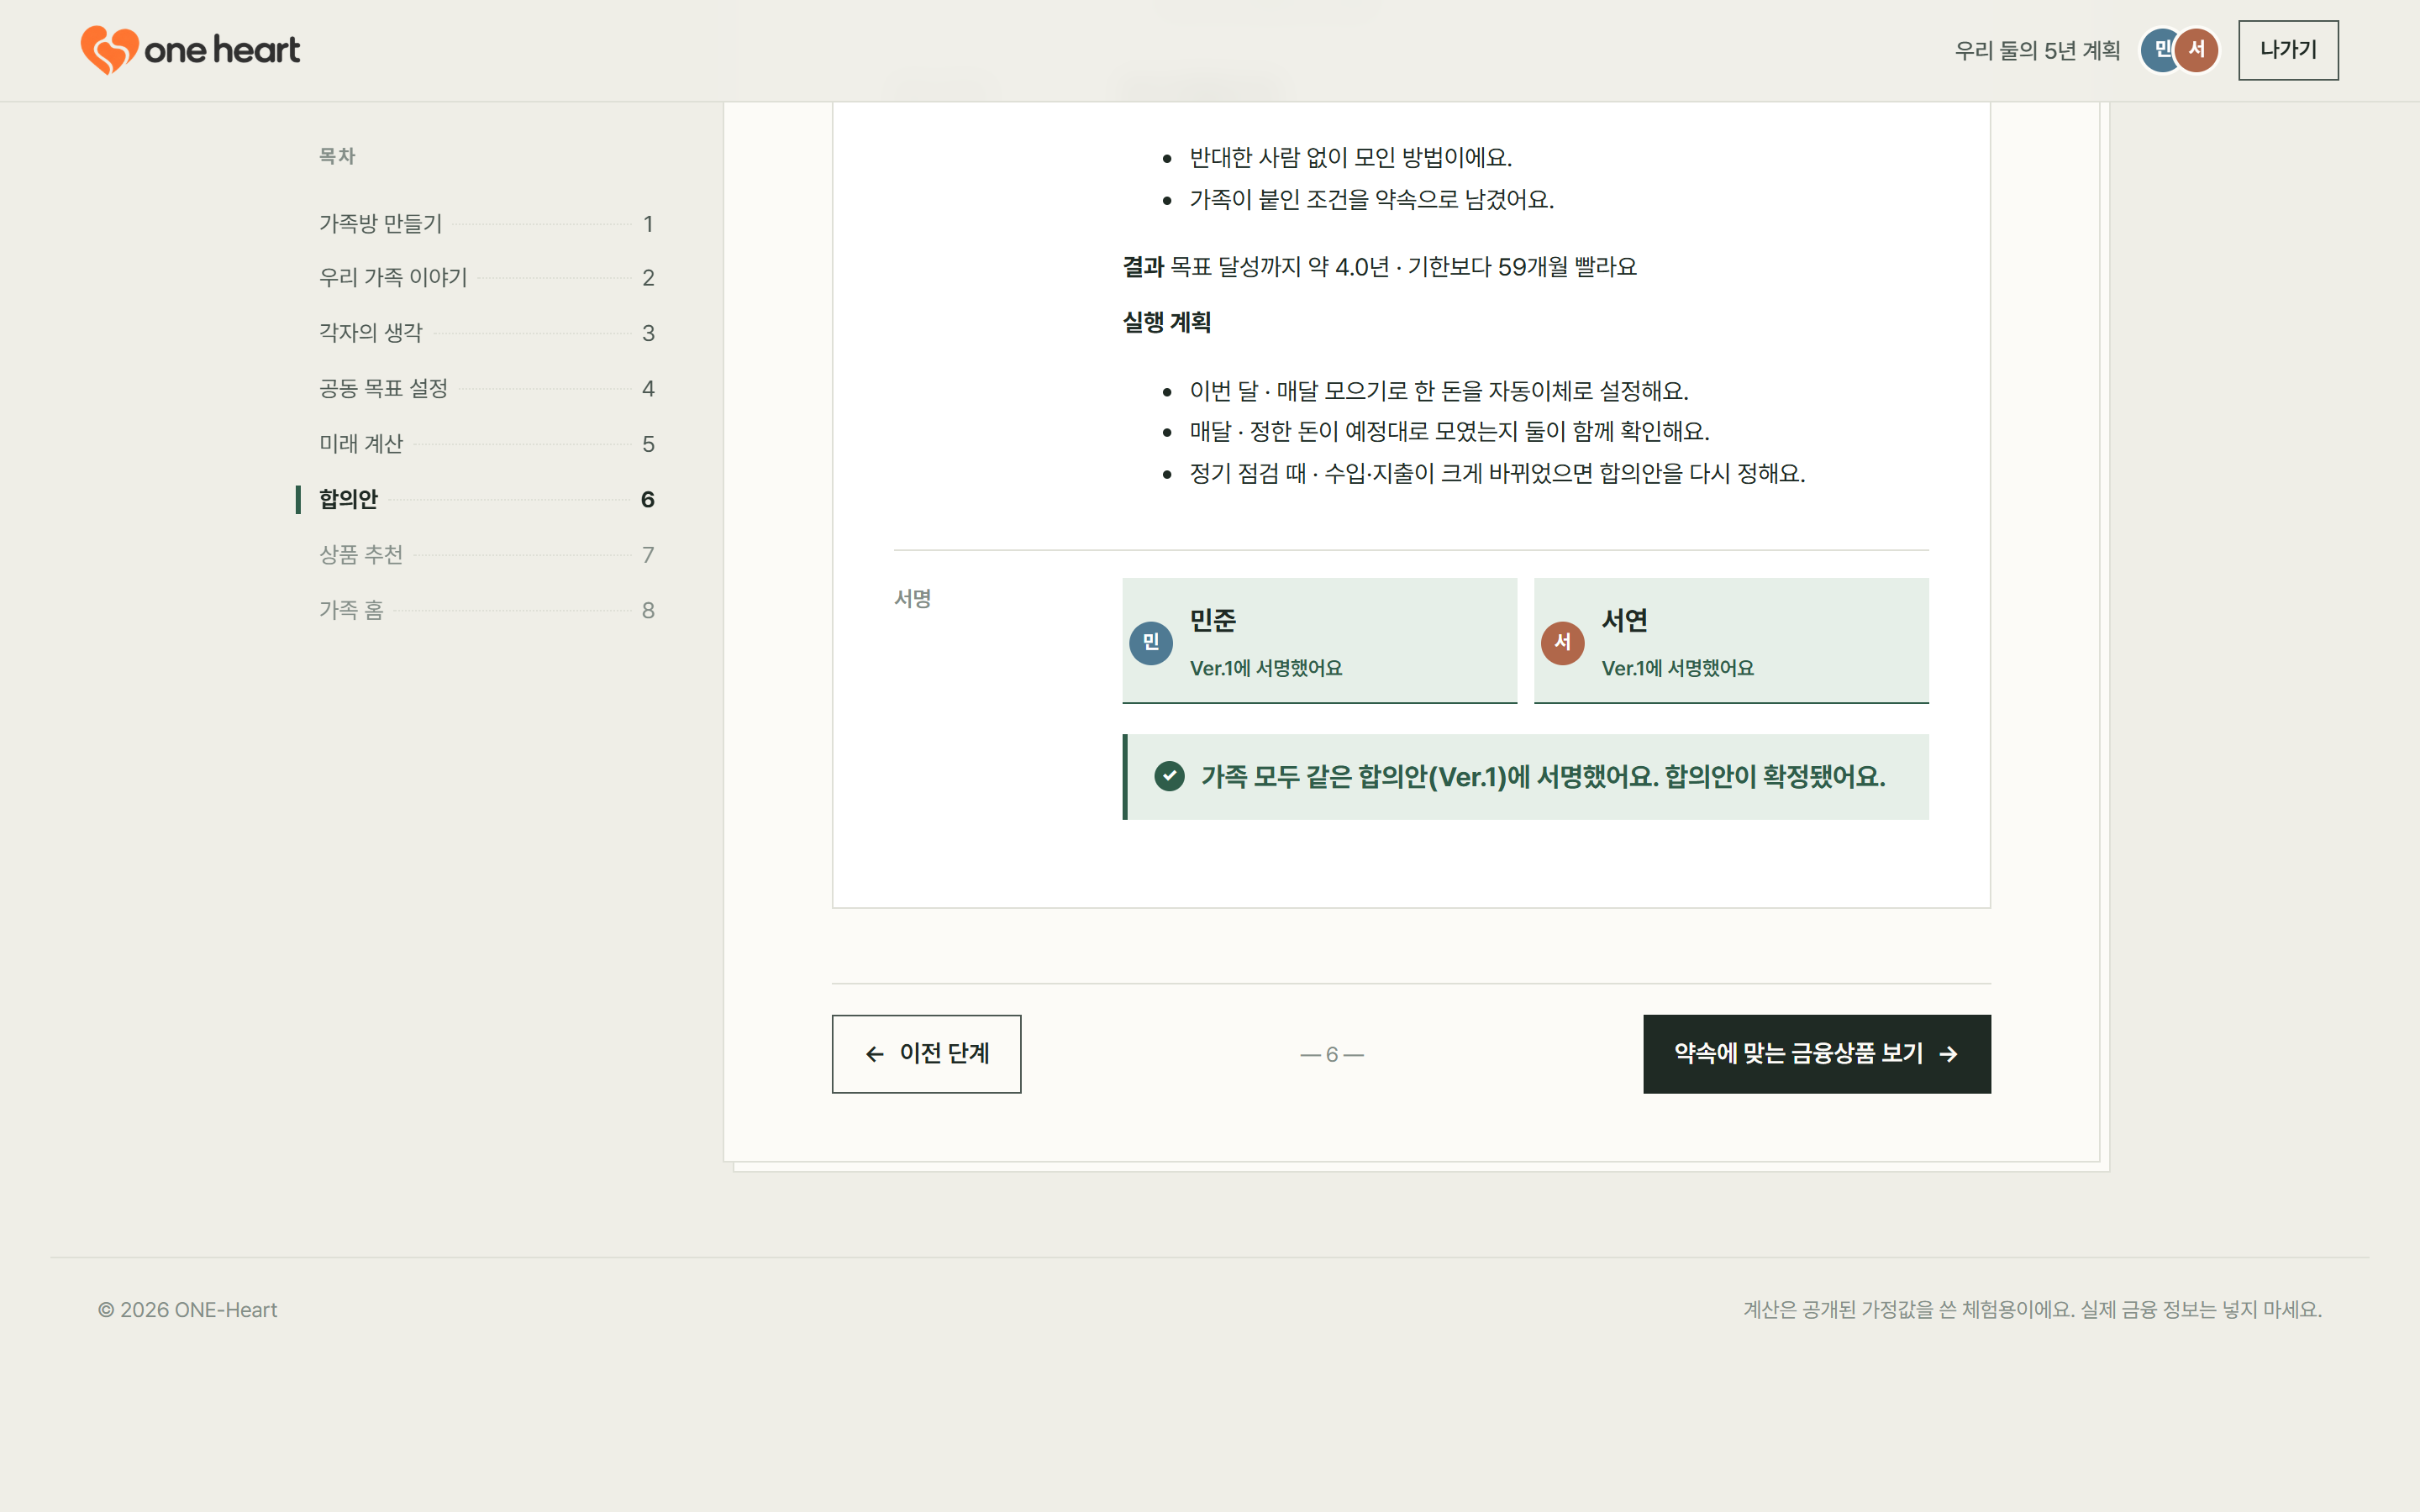 one heart
우리 둘의 5년 계획
민
서
나가기
목차
가족방 만들기 1
우리 가족 이야기 2
각자의 생각 3
공동 목표 설정 4
미래 계산 5
합의안 6
상품 추천 7
가족 홈 8
• 반대한 사람 없이 모인 방법이에요.
• 가족이 붙인 조건을 약속으로 남겼어요.
결과 목표 달성까지 약 4.0년 · 기한보다 59개월 빨라요
실행 계획
• 이번 달 · 매달 모으기로 한 돈을 자동이체로 설정해요.
• 매달 · 정한 돈이 예정대로 모였는지 둘이 함께 확인해요.
• 정기 점검 때 · 수입·지출이 크게 바뀌었으면 합의안을 다시 정해요.
서명
민
민준
Ver.1에 서명했어요
서
서연
Ver.1에 서명했어요
가족 모두 같은 합의안(Ver.1)에 서명했어요. 합의안이 확정됐어요.
← 이전 단계
— 6 —
약속에 맞는 금융상품 보기 →
© 2026 ONE-Heart
계산은 공개된 가정값을 쓴 체험용이에요. 실제 금융 정보는 넣지 마세요.